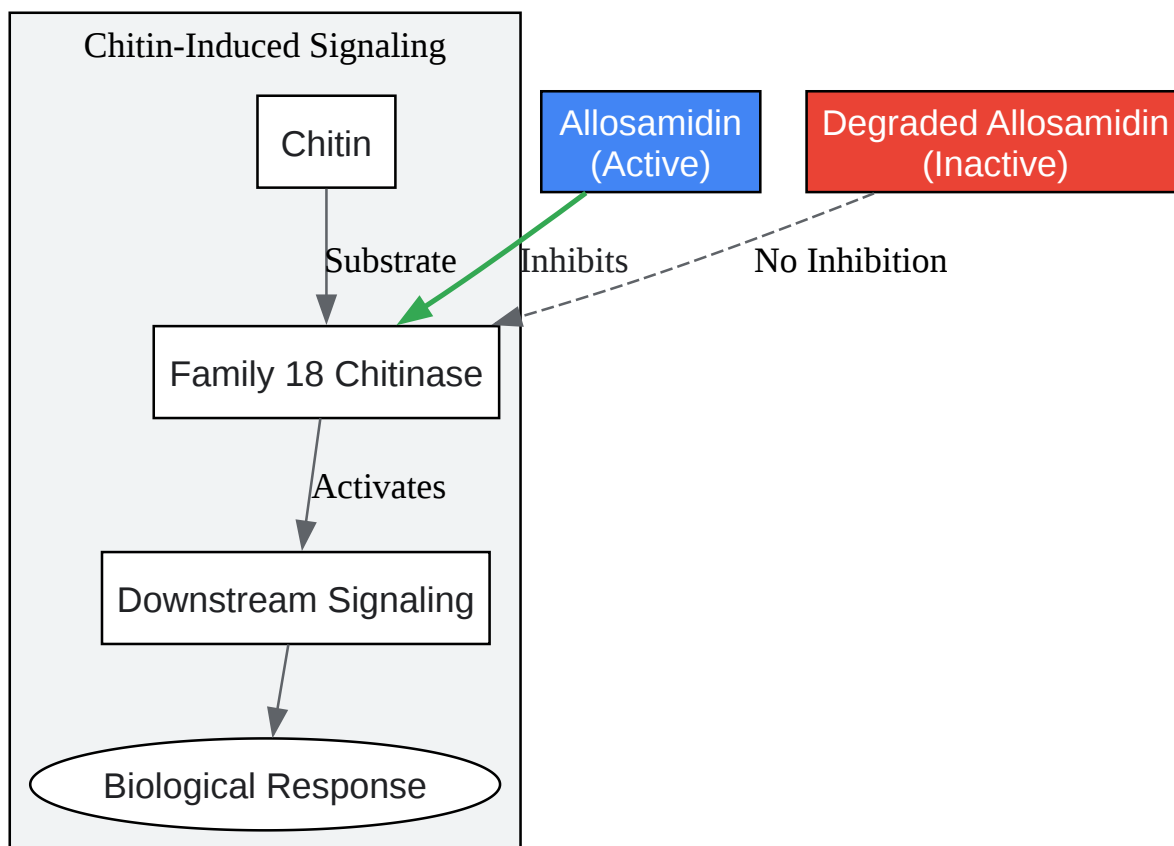 Chitin-Induced Signaling
Chitin
Allosamidin
(Active)
Degraded Allosamidin
(Inactive)
Substrate
Inhibits
No Inhibition
Family 18 Chitinase
Activates
Downstream Signaling
Biological Response